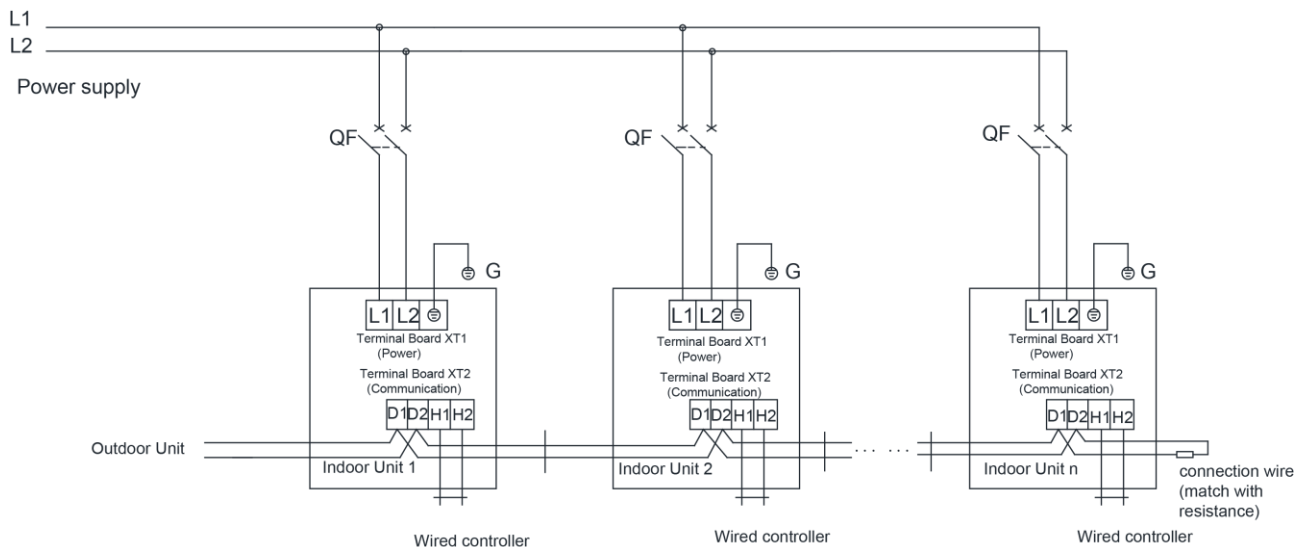 L1
L2
Power supply
QF
QF
QF
G
G
G
L1 L2
L1 L2
L1 L2
Terminal Board XT1
(Power)
Terminal Board XT1
(Power)
Terminal Board XT1
(Power)
Terminal Board XT2
(Communication)
Terminal Board XT2
(Communication)
Terminal Board XT2
(Communication)
D1 D2 H1 H2
D1 D2 H1 H2
D1 D2 H1 H2
Outdoor Unit
Indoor Unit 1
Indoor Unit 2
... ...
Indoor Unit n
connection wire
(match with
resistance)
Wired controller
Wired controller
Wired controller